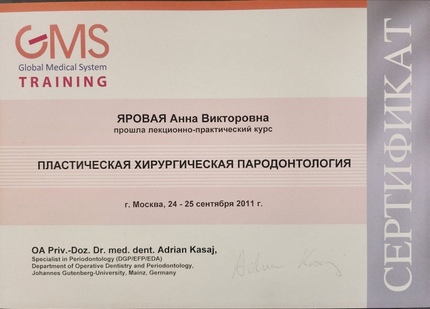 GMS
Global Medical System
TRAINING
СЕРТИФИКАТ
ЯРОВАЯ Анна Викторовна
прошла лекционно-практический курс
ПЛАСТИЧЕСКАЯ ХИРУРГИЧЕСКАЯ ПАРОДОНТОЛОГИЯ
г. Москва, 24 - 25 сентября 2011 г.
OA Priv.-Doz. Dr. med. dent. Adrian Kasaj,
Specialist in Periodontology (DGP/EFP/EDA)
Department of Operative Dentistry and Periodontology,
Johannes Gutenberg-University, Mainz, Germany
Adrian Kasaj